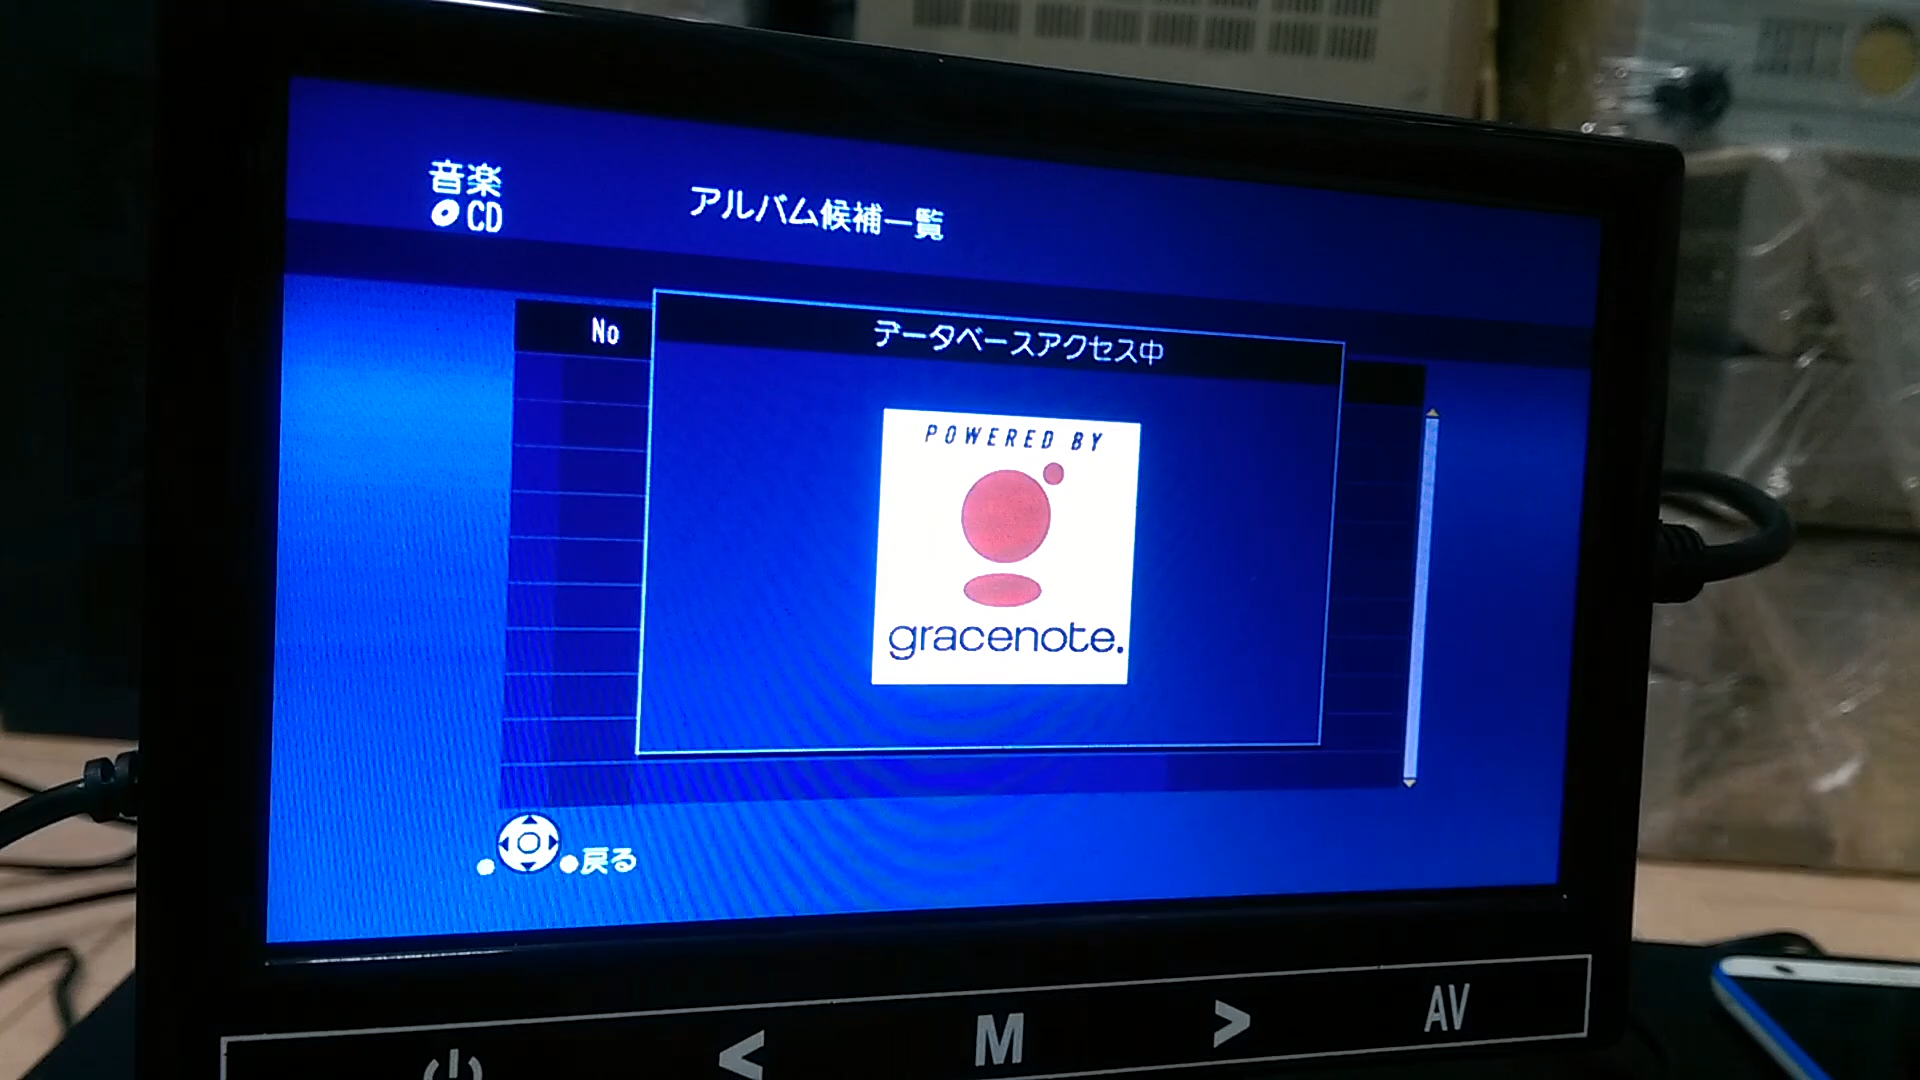 音楽
CD
アルバム候補一覧
No
データベースアクセス中
POWERED BY
gracenote.
戻る
< M > AV